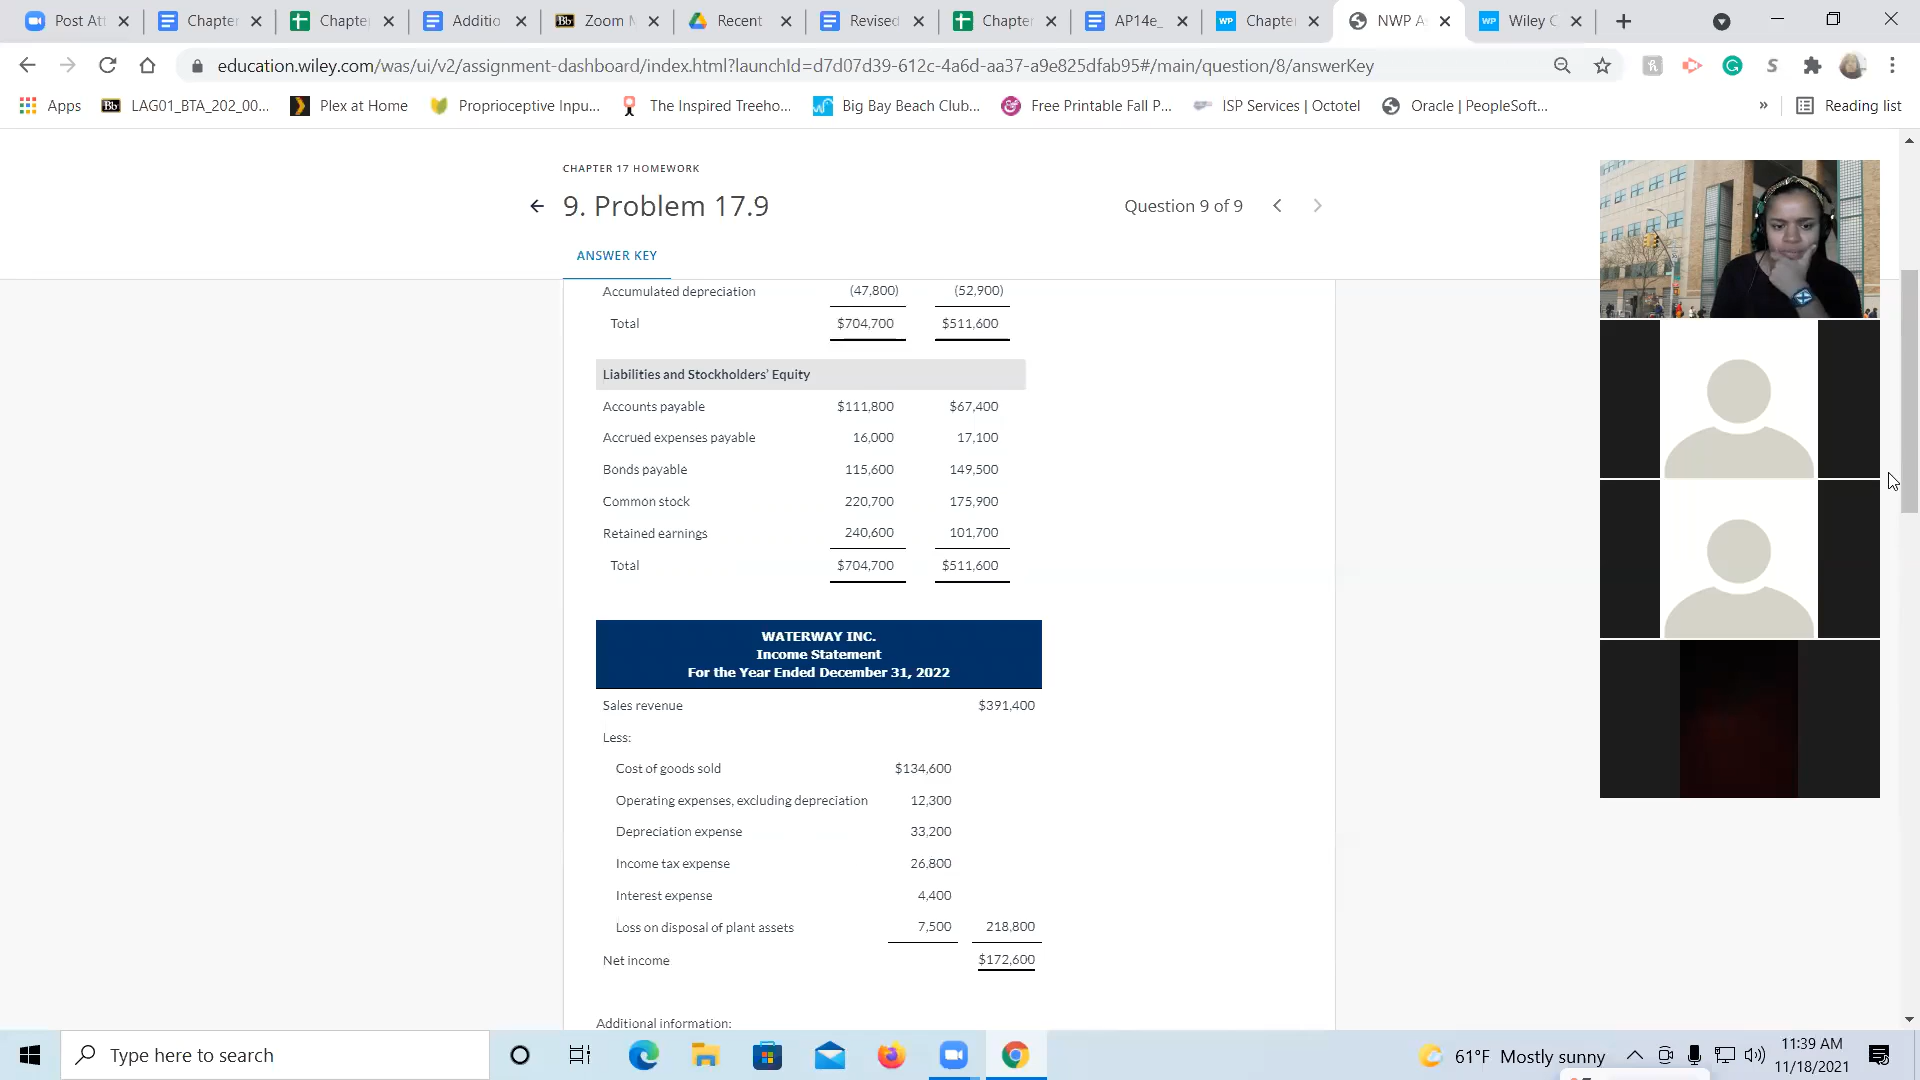 Post Att
Chapter
Chapte
Additio
Bb Zoom M
Recent
Revised
Chapter
AP14e_
WP Chapte
NWP A
WP Wiley C
education.wiley.com/was/ui/v2/assignment-dashboard/index.html?launchId=d7d07d39-612c-4a6d-aa37-a9e825dfab95#/main/question/8/answerKey
Apps
Bb LAG01_BTA_202_00...
Plex at Home
Proprioceptive Inpu...
The Inspired Treeho...
Big Bay Beach Club...
Free Printable Fall P...
ISP Services | Octotel
Oracle | PeopleSoft...
»
Reading list
CHAPTER 17 HOMEWORK
9. Problem 17.9
Question 9 of 9
ANSWER KEY
Accumulated depreciation (47,800) (52,900)
Total $704,700 $511,600
Liabilities and Stockholders' Equity
Accounts payable $111,800 $67,400
Accrued expenses payable 16,000 17,100
Bonds payable 115,600 149,500
Common stock 220,700 175,900
Retained earnings 240,600 101,700
Total $704,700 $511,600
WATERWAY INC.
Income Statement
For the Year Ended December 31, 2022
Sales revenue $391,400
Less:
Cost of goods sold $134,600
Operating expenses, excluding depreciation 12,300
Depreciation expense 33,200
Income tax expense 26,800
Interest expense 4,400
Loss on disposal of plant assets 7,500 218,800
Net income $172,600
Additional information:
Type here to search
61°F Mostly sunny
11:39 AM
11/18/2021